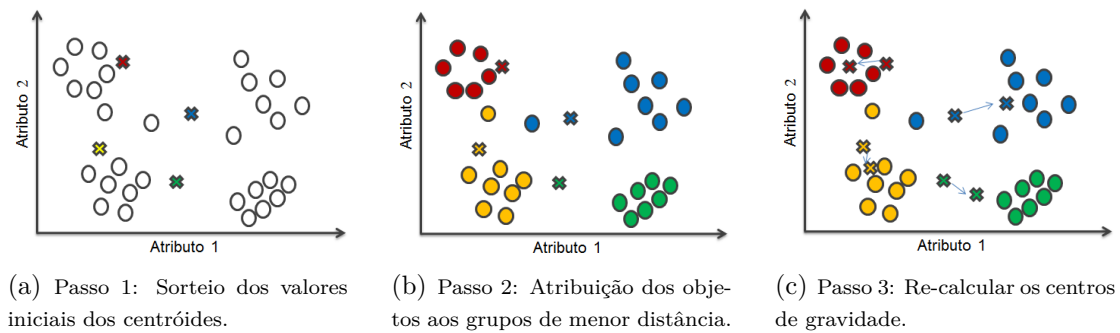 Atributo 2
Atributo 1
(a) Passo 1: Sorteio dos valores
iniciais dos centróides.
Atributo 2
Atributo 1
(b) Passo 2: Atribuição dos obje-
tos aos grupos de menor distância.
Atributo 2
Atributo 1
(c) Passo 3: Re-calcular os centros
de gravidade.